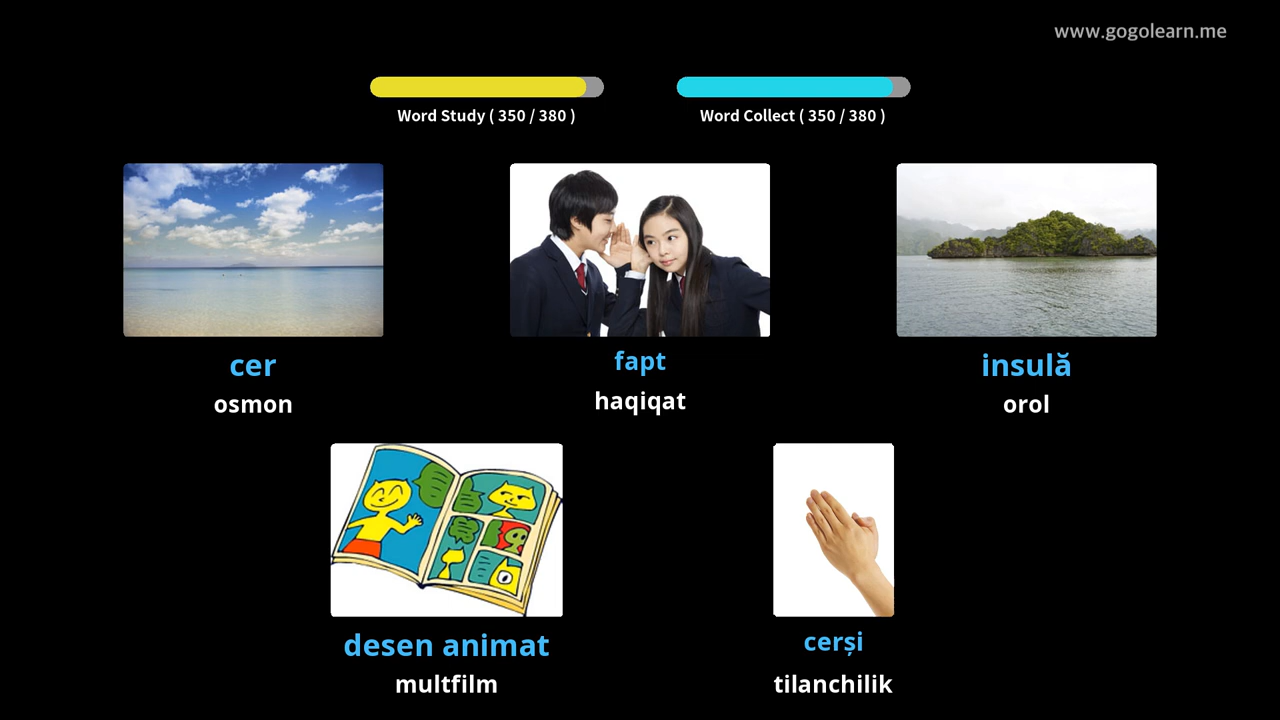 www.gogolearn.me
Word Study ( 350 / 380 )
Word Collect ( 350 / 380 )
cer
osmon
fapt
haqiqat
insulă
orol
desen animat
multfilm
cerși
tilanchilik